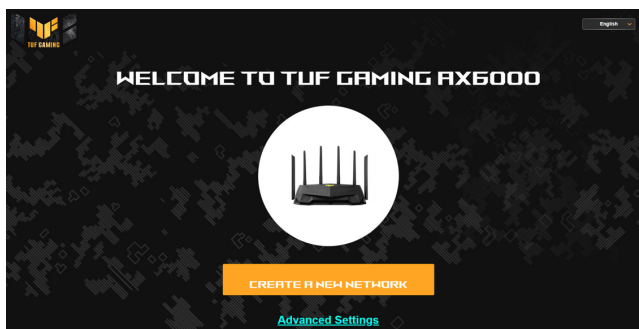 TUF GAMING
English
WELCOME TO TUF GAMING AX6000
CREATE A NEW NETWORK
Advanced Settings